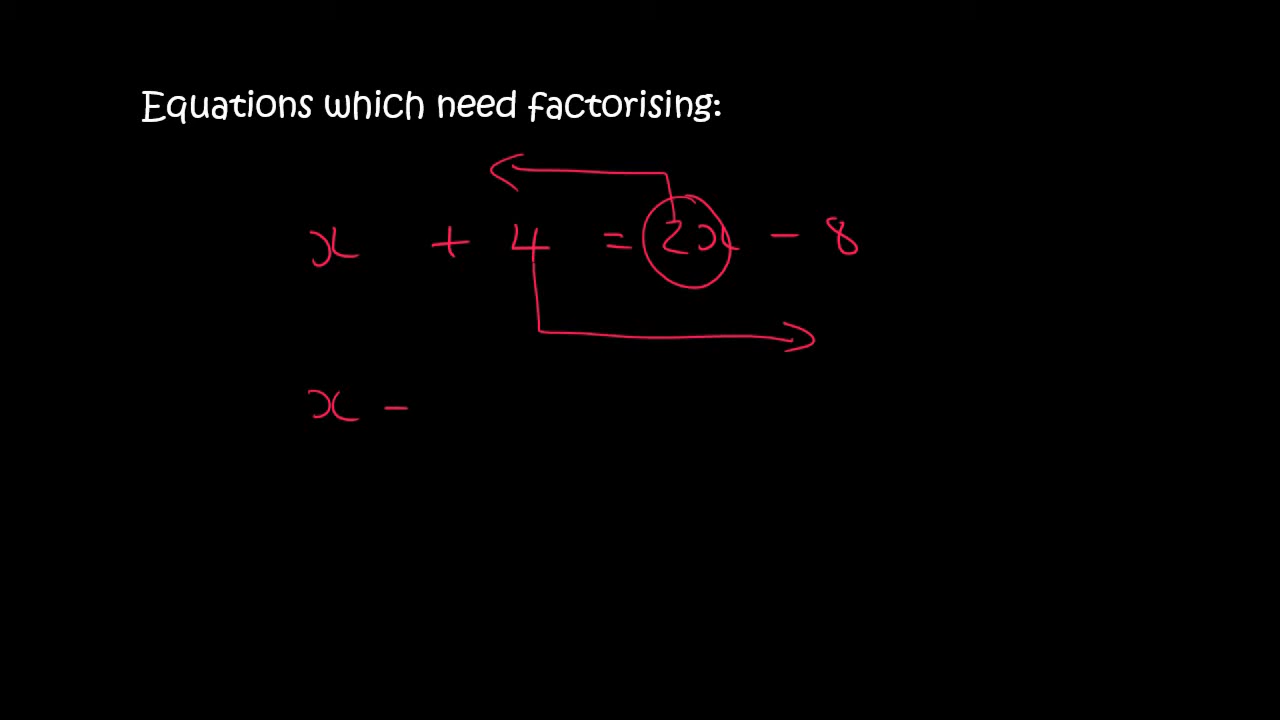 Equations which need factorising:
x + 4 = 2x - 8
x -